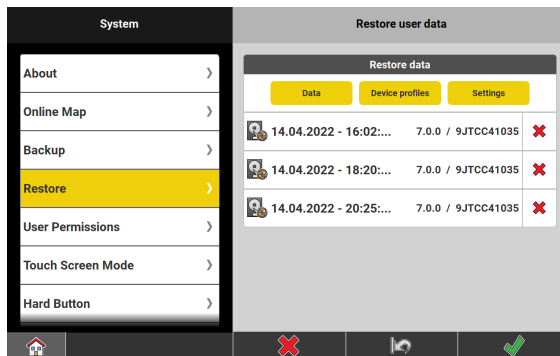 System
Restore user data
About
Online Map
Backup
Restore
User Permissions
Touch Screen Mode
Hard Button
Restore data
Data Device profiles Settings
14.04.2022 - 16:02:... 7.0.0 / 9JTCC41035
14.04.2022 - 18:20:... 7.0.0 / 9JTCC41035
14.04.2022 - 20:25:... 7.0.0 / 9JTCC41035